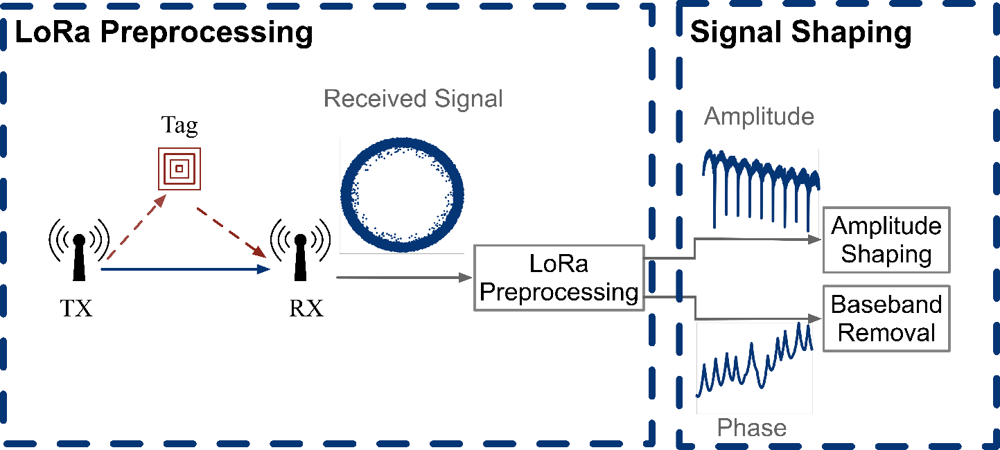 LoRa Preprocessing
Signal Shaping
Received Signal
Amplitude
Tag
Amplitude
Shaping
LoRa
Preprocessing
TX
RX
Baseband
Removal
Phase